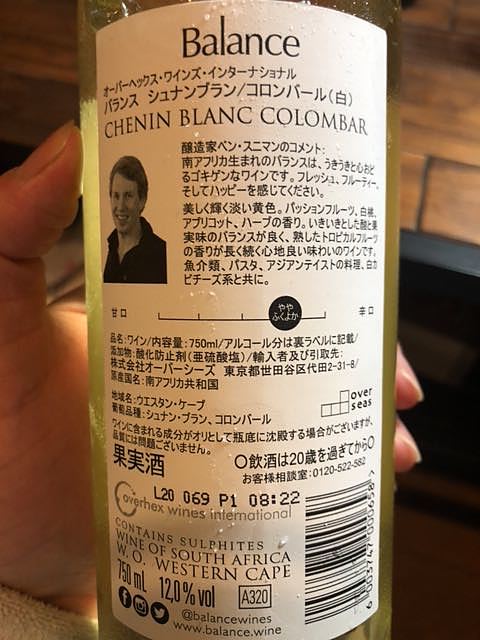 Balance
オーバーヘックス・ワインズ・インターナショナル
バランス シュナンブラン/コロンバール(白)
CHENIN BLANC COLOMBAR
醸造家ベン・スニマンのコメント:
南アフリカ生まれのバランスは、うきうきと心おど
るゴキゲンなワインです。フレッシュ、フルーティー、
そしてハッピーを感じてください。
美しく輝く淡い黄色。パッションフルーツ、白桃、
アプリコット、ハーブの香り。いきいきとした酸と果
実味のバランスが良く、熟したトロピカルフルーツ
の香りが長く続く心地良い味わいのワインです。
魚介類、パスタ、アジアンテイストの料理、白カ
ビチーズ系と共に。
甘口
やや
ふくよか
辛口
品名:ワイン/内容量:750ml/アルコール分は裏ラベルに記載/
添加物:酸化防止剤(亜硫酸塩)/輸入者及び引取先:
株式会社オーバーシーズ 東京都世田谷区代田2-31-8/
原産国名:南アフリカ共和国
地域名:ウエスタン・ケープ
葡萄品種:シュナン・ブラン、コロンバール
over
seas
ワインに含まれる成分がオリとして瓶底に沈殿する場合がございますが、
品質には問題ございません。
果実酒
〇飲酒は20歳を過ぎてから〇
お客様相談室:0120-522-582
L20 069 P1 08:22
overhex wines international
CONTAINS SULPHITES
WINE OF SOUTH AFRICA
W.O. WESTERN CAPE
750 ml 12,0% vol A320
@balancewines
www.balance.wine
6 003747 000658 >